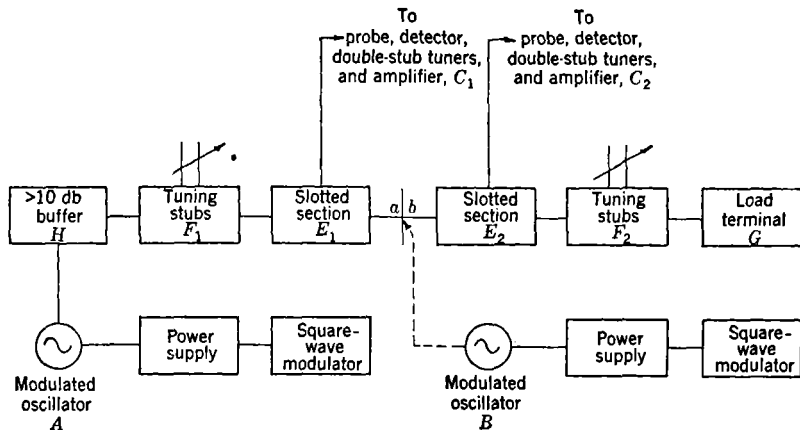 To
probe, detector,
double-stub tuners,
and amplifier, C₁
To
probe, detector,
double-stub tuners,
and amplifier, C₂
>10 db
buffer
H
Tuning
stubs
F₁
Slotted
section
E₁
a b
Slotted
section
E₂
Tuning
stubs
F₂
Load
terminal
G
Modulated
oscillator
A
Power
supply
Square-
wave
modulator
Modulated
oscillator
B
Power
supply
Square-
wave
modulator